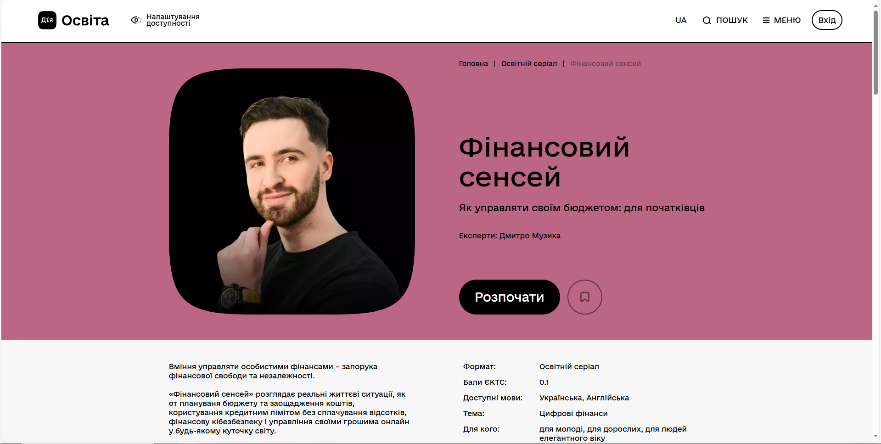 Дія Освіта
Налаштування
доступності
UA
ПОШУК
МЕНЮ
Вхід
Головна | Освітній серіал | Фінансовий сенсей
Фінансовий
сенсей
Як управляти своїм бюджетом: для початківців
Експерти: Дмитро Музика
Розпочати
Вміння управляти особистими фінансами – запорука
фінансової свободи та незалежності.
«Фінансовий сенсей» розглядає реальні життєві ситуації, як
от плануваня бюджету та заощадження коштів,
користування кредитним лімітом без сплачування відсотків,
фінансову кібезбезпеку і управління своїми грошима онлайн
у будь-якому куточку світу.
Формат: Освітній серіал
Бали ЄКТС: 0.1
Доступні мови: Українська, Англійська
Тема: Цифрові фінанси
Для кого: для молоді, для дорослих, для людей
елегантного віку